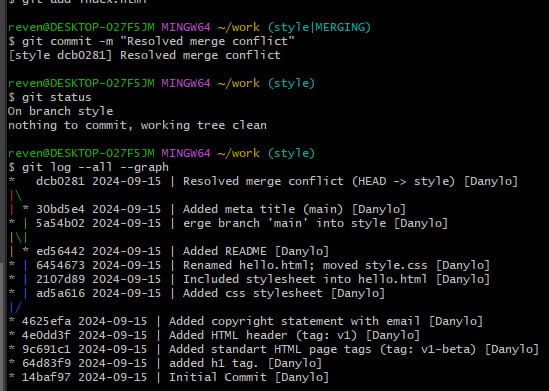 $ git add index.html
reven@DESKTOP-O27F5JM MINGW64 ~/work (style|MERGING)
$ git commit -m "Resolved merge conflict"
[style dcb0281] Resolved merge conflict
reven@DESKTOP-O27F5JM MINGW64 ~/work (style)
$ git status
On branch style
nothing to commit, working tree clean
reven@DESKTOP-O27F5JM MINGW64 ~/work (style)
$ git log --all --graph
*   dcb0281 2024-09-15 | Resolved merge conflict (HEAD -> style) [Danylo]
|\
| * 30bd5e4 2024-09-15 | Added meta title (main) [Danylo]
* | 5a54b02 2024-09-15 | erge branch 'main' into style [Danylo]
|\|
| * ed56442 2024-09-15 | Added README [Danylo]
* | 6454673 2024-09-15 | Renamed hello.html; moved style.css [Danylo]
* | 2107d89 2024-09-15 | Included stylesheet into hello.html [Danylo]
* | ad5a616 2024-09-15 | Added css stylesheet [Danylo]
|/
* 4625efa 2024-09-15 | Added copyright statement with email [Danylo]
* 4e0dd3f 2024-09-15 | Added HTML header (tag: v1) [Danylo]
* 9c691c1 2024-09-15 | Added standart HTML page tags (tag: v1-beta) [Danylo]
* 64d83f9 2024-09-15 | added h1 tag. [Danylo]
* 14baf97 2024-09-15 | Initial Commit [Danylo]